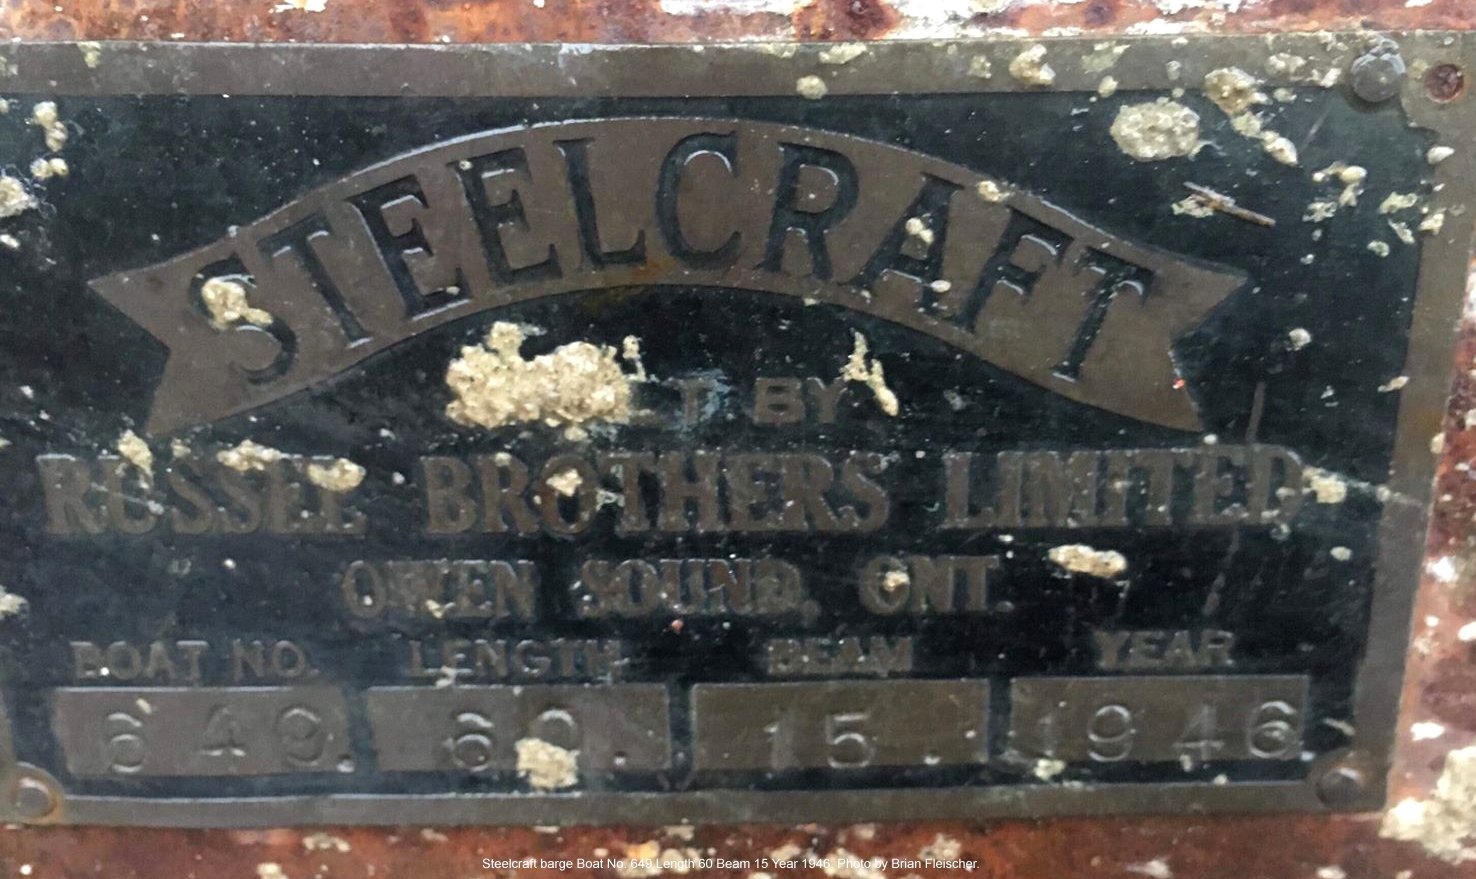 STEELCRAFT
BY
RUSSEL BROTHERS LIMITED
OWEN SOUND, ONT.
BOAT NO. LENGTH BEAM YEAR
649 60 15 1946
Steelcraft barge Boat No. 649 Length 60 Beam 15 Year 1946. Photo by Brian Fleischer.